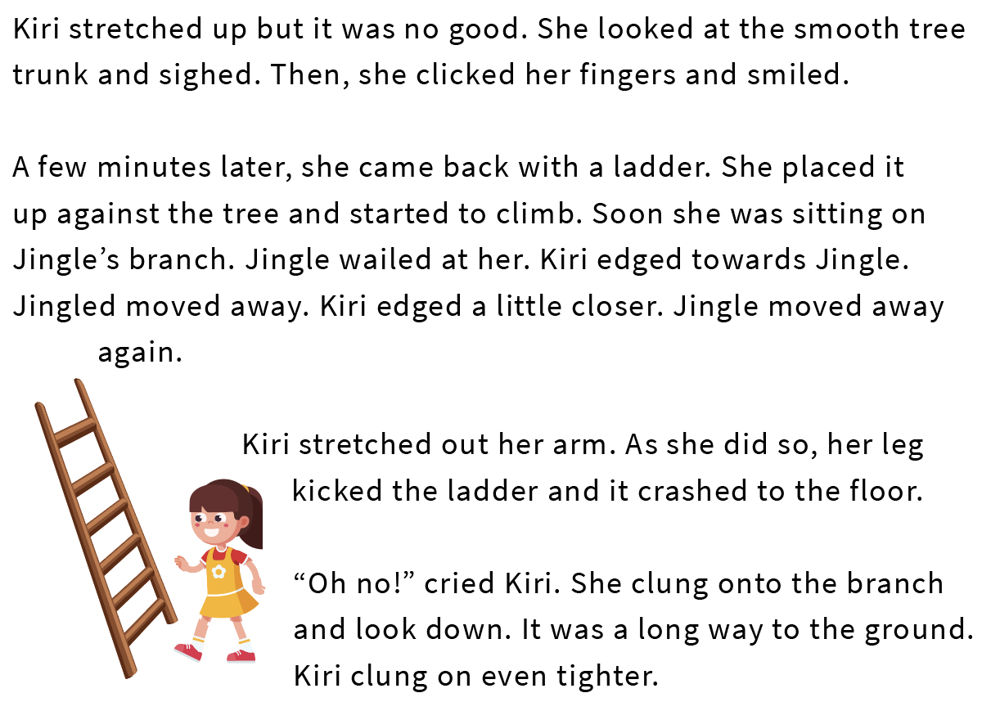 Kiri stretched up but it was no good. She looked at the smooth tree
trunk and sighed. Then, she clicked her fingers and smiled.
A few minutes later, she came back with a ladder. She placed it
up against the tree and started to climb. Soon she was sitting on
Jingle’s branch. Jingle wailed at her. Kiri edged towards Jingle.
Jingled moved away. Kiri edged a little closer. Jingle moved away
again.
Kiri stretched out her arm. As she did so, her leg
kicked the ladder and it crashed to the floor.
“Oh no!” cried Kiri. She clung onto the branch
and look down. It was a long way to the ground.
Kiri clung on even tighter.